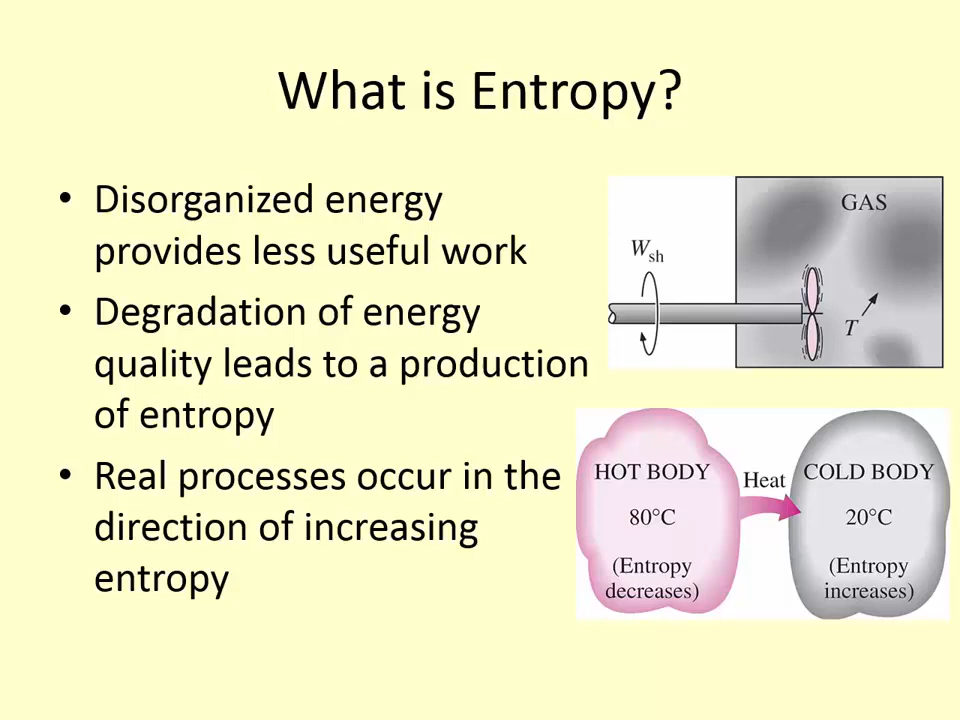 What is Entropy?
• Disorganized energy
provides less useful work
• Degradation of energy
quality leads to a production
of entropy
• Real processes occur in the
direction of increasing
entropy
GAS
Wsh
T
HOT BODY
80°C
(Entropy
decreases)
Heat
COLD BODY
20°C
(Entropy
increases)